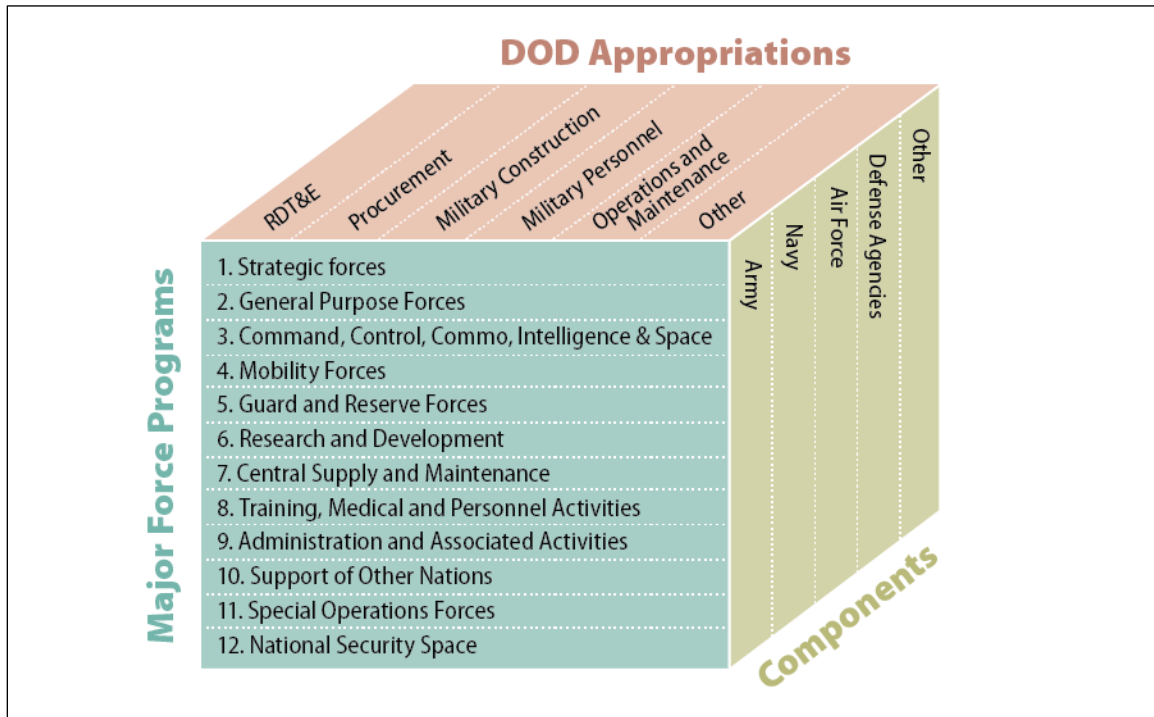 DOD Appropriations
RDT&E
Procurement
Military Construction
Military Personnel
Operations and
Maintenance
Other
Major Force Programs
1. Strategic forces
2. General Purpose Forces
3. Command, Control, Commo, Intelligence & Space
4. Mobility Forces
5. Guard and Reserve Forces
6. Research and Development
7. Central Supply and Maintenance
8. Training, Medical and Personnel Activities
9. Administration and Associated Activities
10. Support of Other Nations
11. Special Operations Forces
12. National Security Space
Army
Navy
Air Force
Defense Agencies
Other
Components